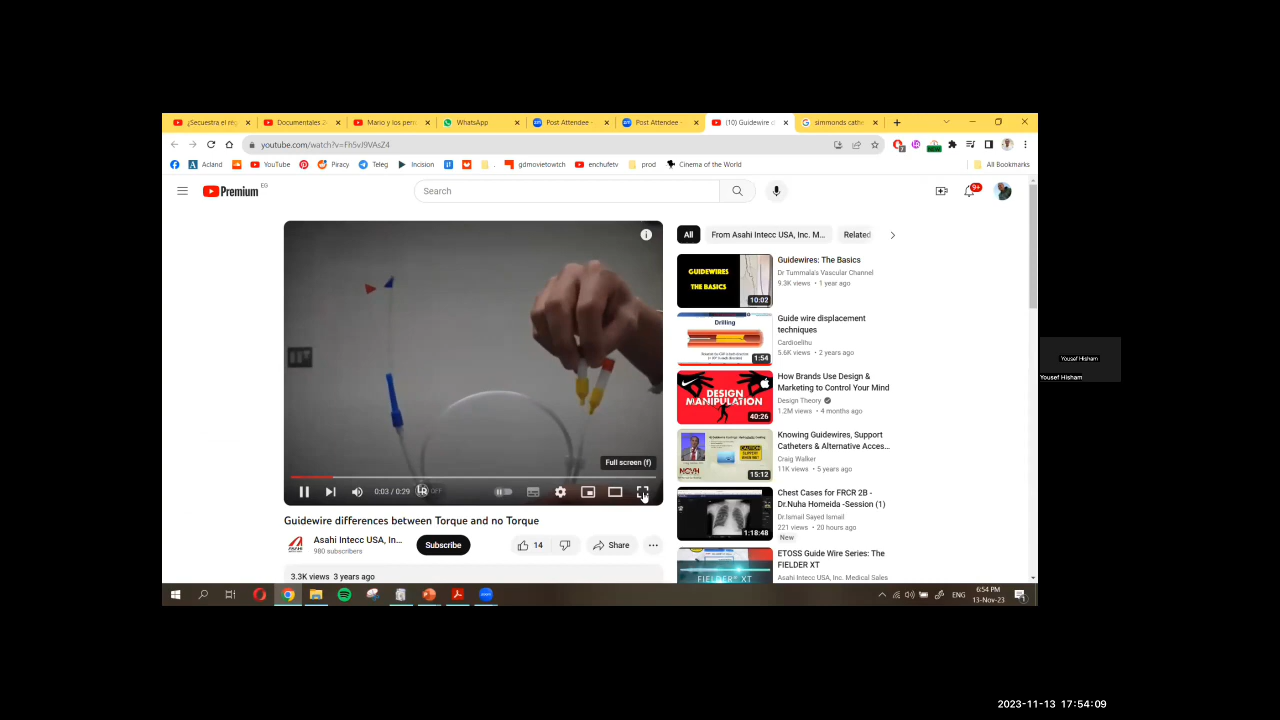 ¡Secuestra el re
Documentales 2
Mario y los per
WhatsApp
Post Attendee -
Post Attendee -
(10) Guidewire d
simmonds cathe
youtube.com/watch?v=Fh5vJ9VAsZ4
Acland
YouTube
Piracy
Teleg
Incision
gdmovietowtch
enchufetv
prod
Cinema of the World
All Bookmarks
Premium EG
Search
9+
All
From Asahi Intecc USA, Inc. M...
Related
GUIDEWIRES
THE BASICS
10:02
Guidewires: The Basics
Dr Tummala's Vascular Channel
9.3K views • 1 year ago
Drilling
1:54
Guide wire displacement
techniques
Cardioelihu
5.6K views • 2 years ago
DESIGN
MANIPULATION
40:26
How Brands Use Design &
Marketing to Control Your Mind
Design Theory
1.2M views • 4 months ago
15:12
Knowing Guidewires, Support
Catheters & Alternative Acces...
Craig Walker
11K views • 5 years ago
1:18:48
Chest Cases for FRCR 2B -
Dr.Nuha Homeida -Session (1)
Dr.Ismail Sayed Ismail
221 views • 20 hours ago
New
FIELDER XT
ETOSS Guide Wire Series: The
FIELDER XT
Asahi Intecc USA, Inc. Medical Sales
Full screen (f)
0:03 / 0:29
OFF
Guidewire differences between Torque and no Torque
Asahi Intecc USA, In...
980 subscribers
Subscribe
14
Share
3.3K views 3 years ago
ENG
6:54 PM
13-Nov-23
Yousef Hisham
Yousef Hisham
2023-11-13 17:54:09